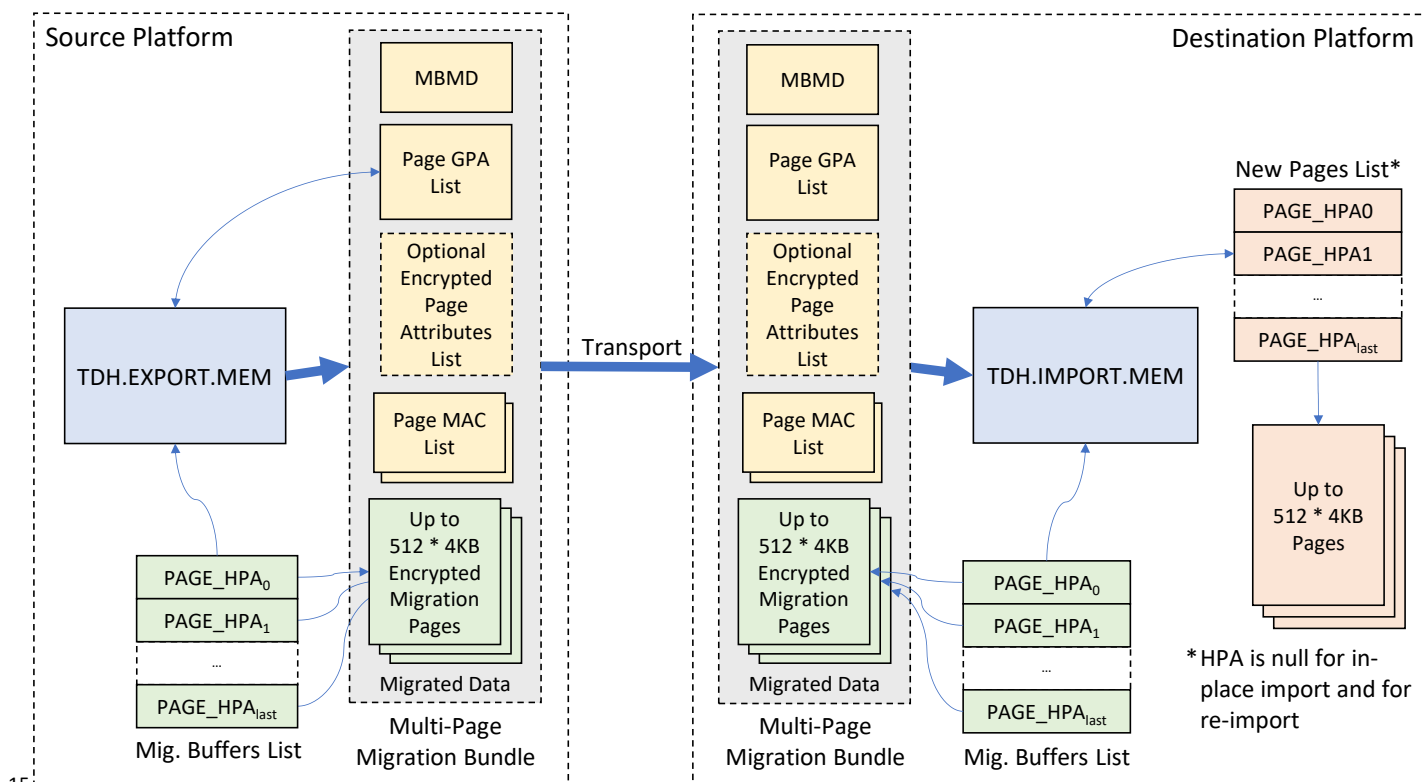 Source Platform
MBMD
Page GPA
List
Optional
Encrypted
Page
Attributes
List
TDH.EXPORT.MEM
Page MAC
List
Up to
512 * 4KB
Encrypted
Migration
Pages
Migrated Data
Multi-Page
Migration Bundle
PAGE_HPA0
PAGE_HPA1
...
PAGE_HPAlast
Mig. Buffers List
Transport
Destination Platform
MBMD
Page GPA
List
Optional
Encrypted
Page
Attributes
List
Page MAC
List
Up to
512 * 4KB
Encrypted
Migration
Pages
Migrated Data
Multi-Page
Migration Bundle
TDH.IMPORT.MEM
PAGE_HPA0
PAGE_HPA1
...
PAGE_HPAlast
Mig. Buffers List
New Pages List*
PAGE_HPA0
PAGE_HPA1
...
PAGE_HPAlast
Up to
512 * 4KB
Pages
*HPA is null for in-
place import and for
re-import